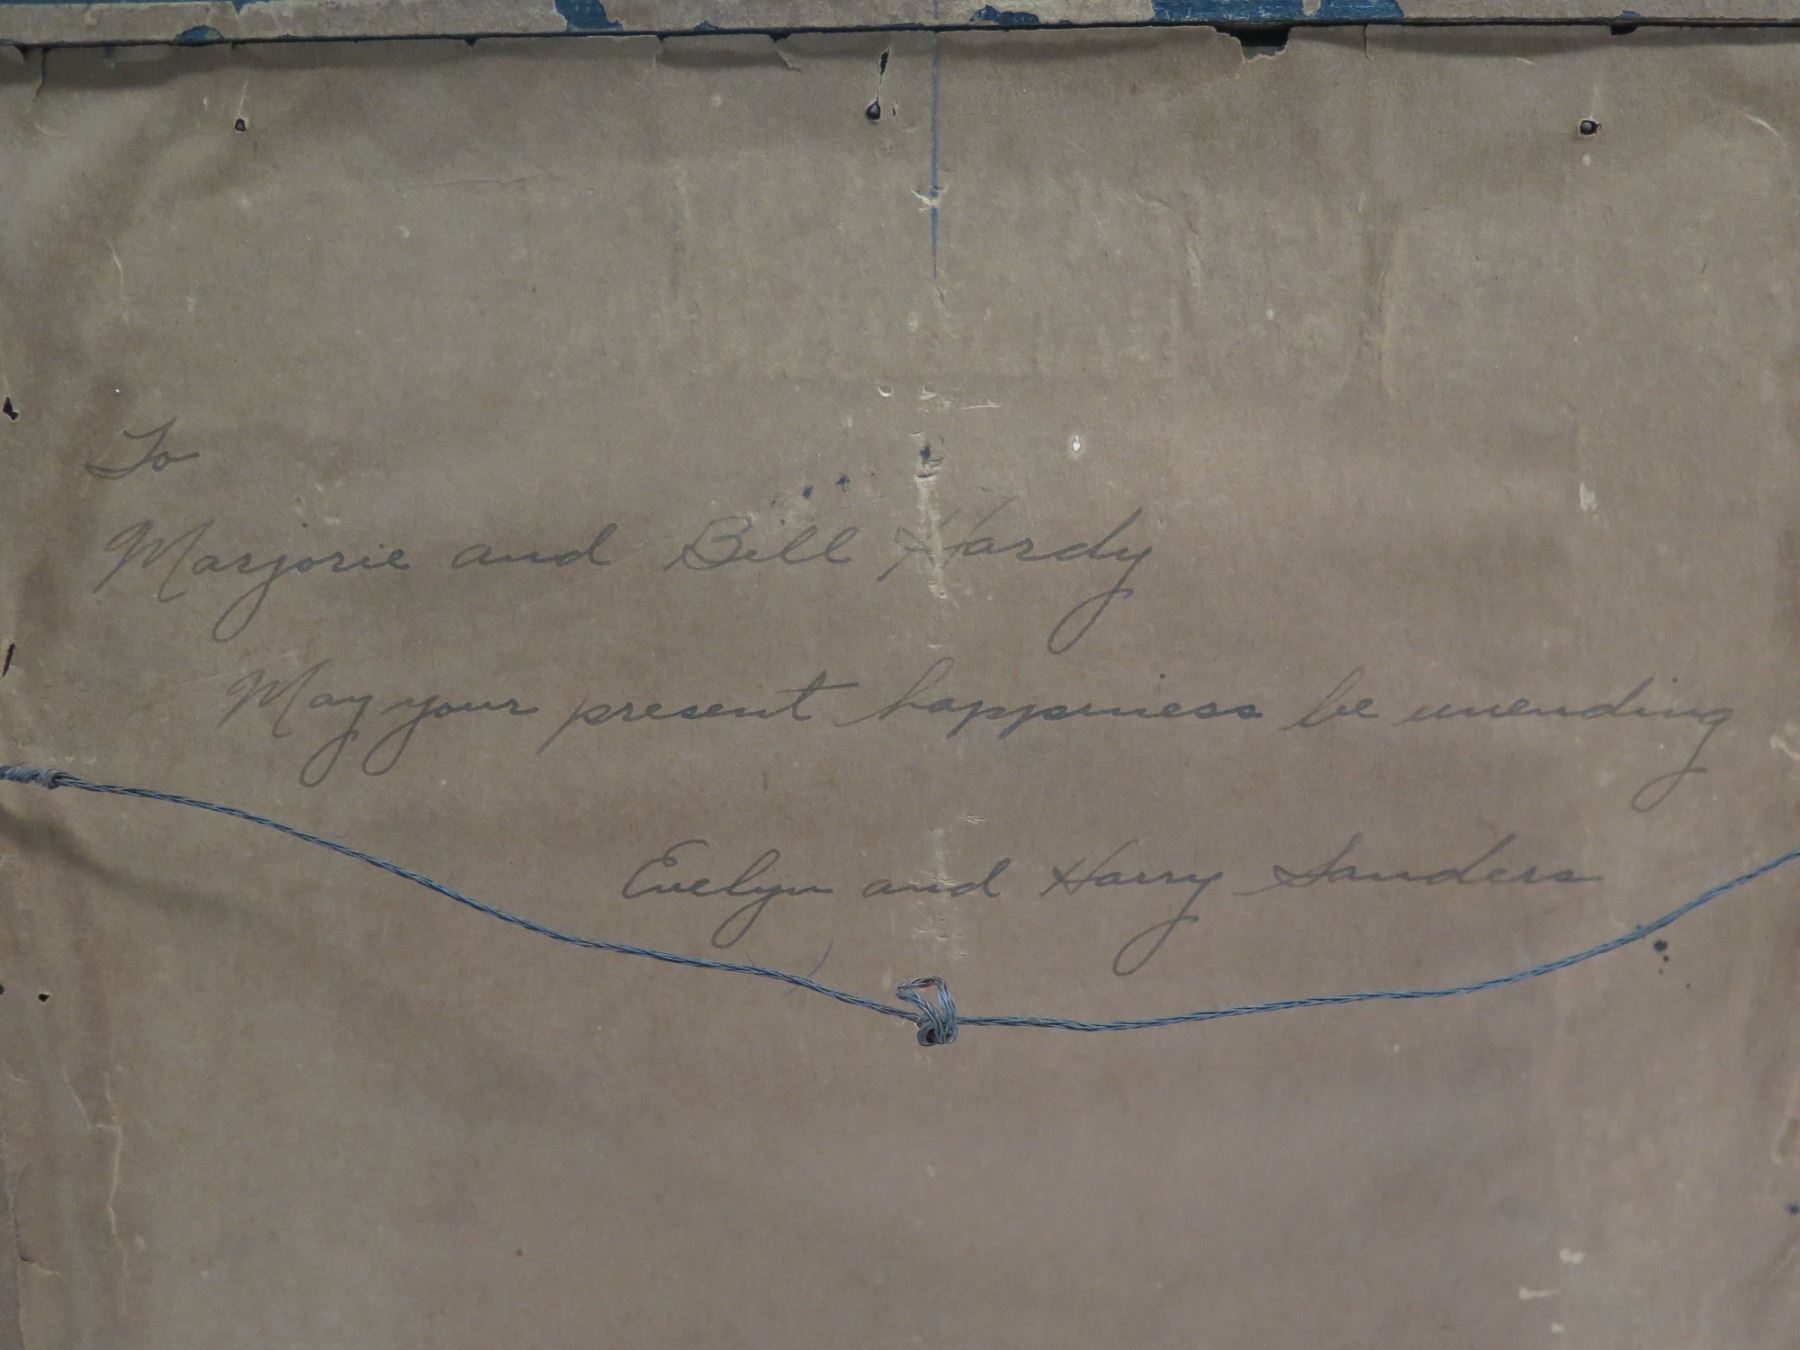 To
Marjorie and Bill Hardy
May your present happiness be unending
Evelyn and Harry Sanders